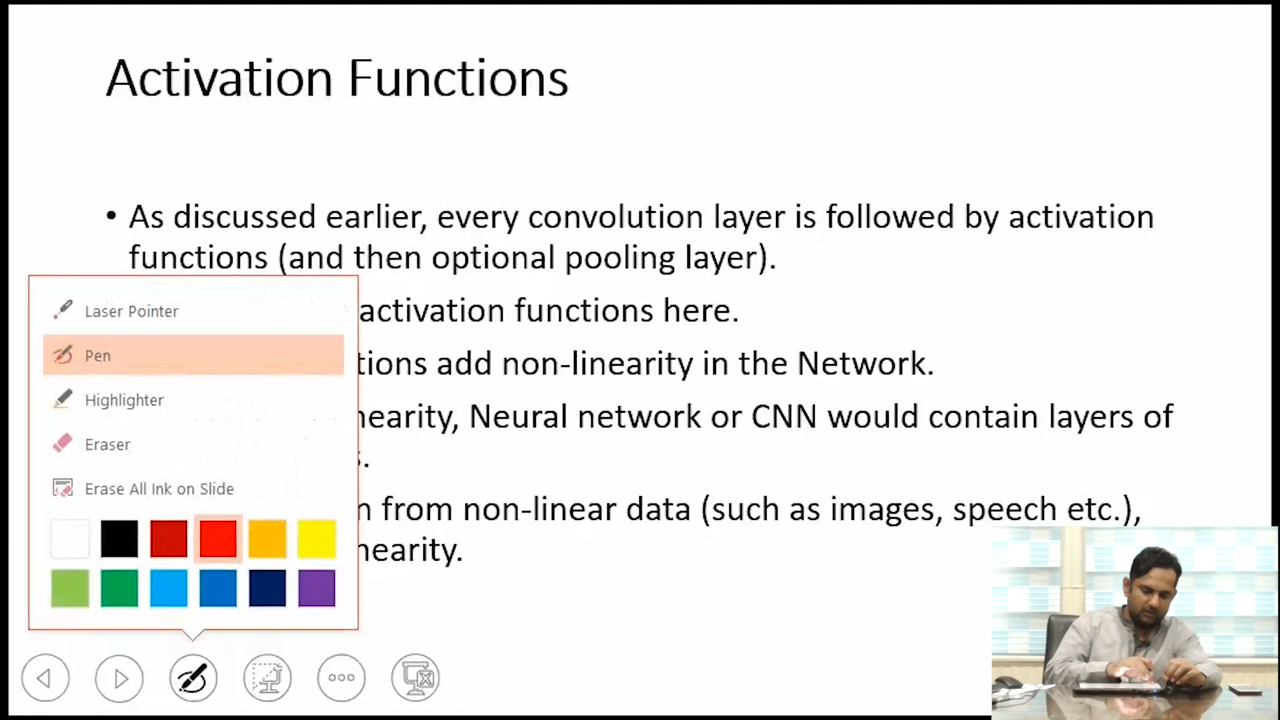 Activation Functions
• As discussed earlier, every convolution layer is followed by activation
functions (and then optional pooling layer).
activation functions here.
tions add non-linearity in the Network.
nearity, Neural network or CNN would contain layers of
s.
n from non-linear data (such as images, speech etc.),
nearity.
Laser Pointer
Pen
Highlighter
Eraser
Erase All Ink on Slide